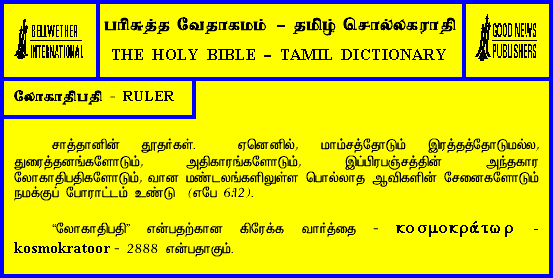 BELLWETHER
INTERNATIONAL
பரிசுத்த வேதாகமம் – தமிழ் சொல்லகராதி
THE HOLY BIBLE – TAMIL DICTIONARY
GOOD NEWS
PUBLISHERS
லோகாதிபதி - RULER
சாத்தானின் தூதர்கள். ஏனெனில், மாம்சத்தோடும் இரத்தத்தோடுமல்ல,
துரைத்தனங்களோடும், அதிகாரங்களோடும், இப்பிரபஞ்சத்தின் அந்தகார
லோகாதிபதிகளோடும், வான மண்டலங்களிலுள்ள பொல்லாத ஆவிகளின் சேனைகளோடும்
நமக்குப் போராட்டம் உண்டு (எபே 6:12).
“லோகாதிபதி” என்பதற்கான கிரேக்க வார்த்தை - κοσμοκράτωρ -
kosmokratoor - 2888 என்பதாகும்.